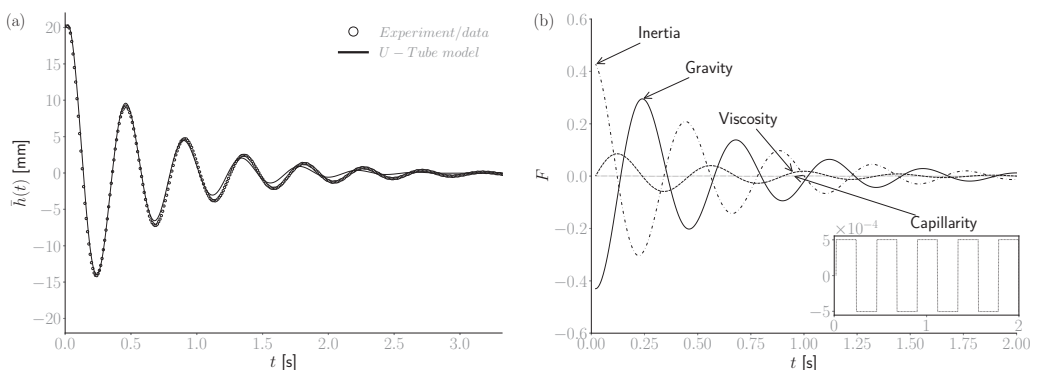 (a)
20
15
10
5
0
−5
−10
−15
−20
h̄(t) [mm]
0.0 0.5 1.0 1.5 2.0 2.5 3.0
t [s]
Experiment/data
U − Tube model
(b)
0.6
0.4
0.2
0.0
−0.2
−0.4
−0.6
F
0.00 0.25 0.50 0.75 1.00 1.25 1.50 1.75 2.00
t [s]
Inertia
Gravity
Viscosity
Capillarity
×10⁻⁴
5
0
−5
0 1 2